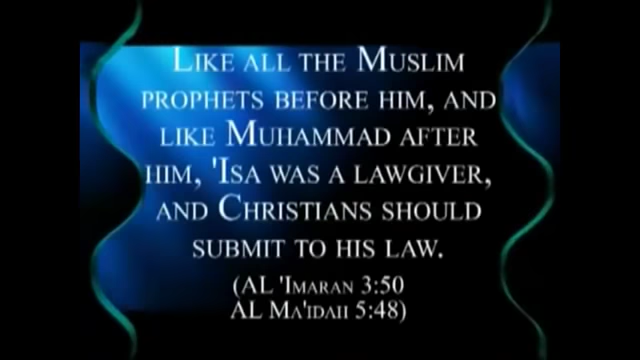 LIKE ALL THE MUSLIM
PROPHETS BEFORE HIM, AND
LIKE MUHAMMAD AFTER
HIM, 'ISA WAS A LAWGIVER,
AND CHRISTIANS SHOULD
SUBMIT TO HIS LAW.
(AL 'IMARAN 3:50
AL MA'IDAH 5:48)